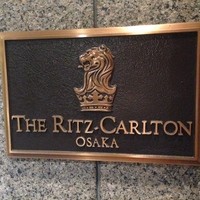 THE RITZ-CARLTON
OSAKA